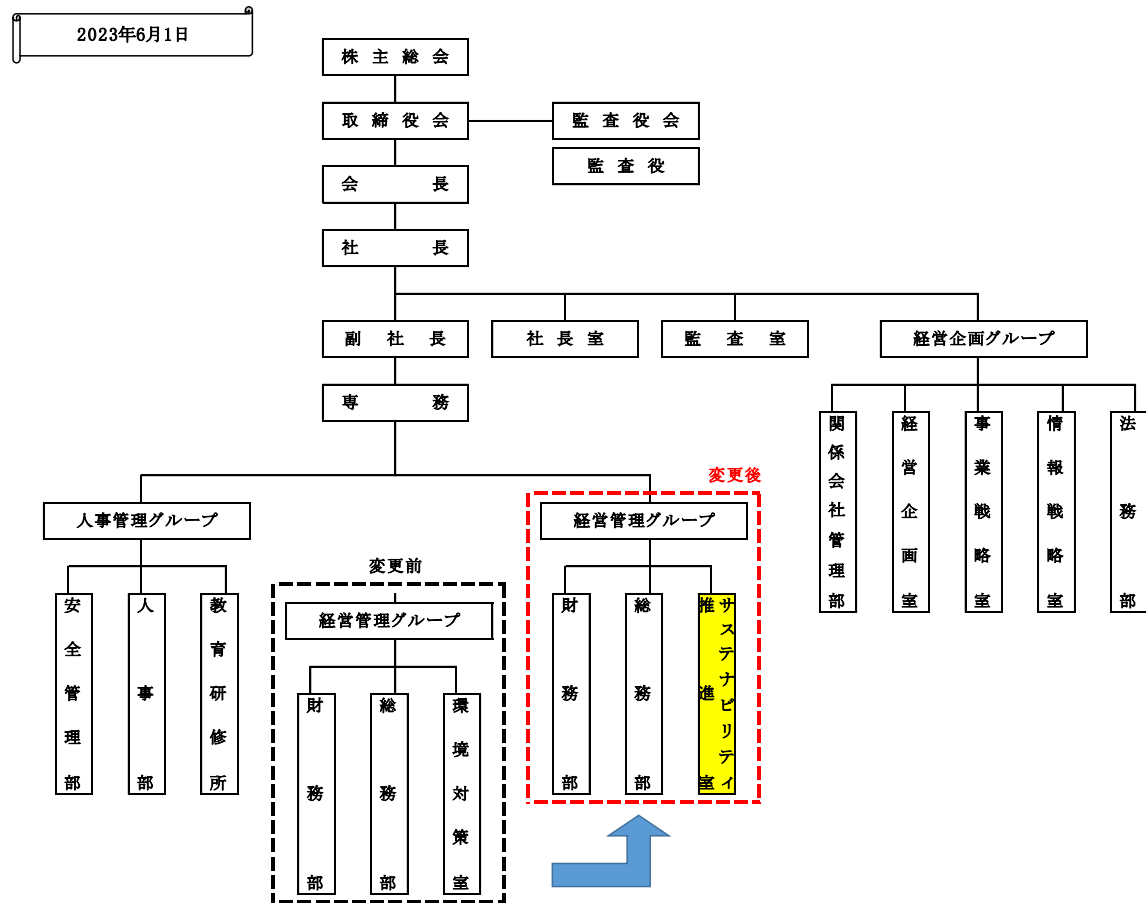 2023年6月1日
株主総会
取締役会
監査役会
監査役
会長
社長
副社長
社長室
監査室
経営企画グループ
専務
関係会社管理部
経営企画室
事業戦略室
情報戦略室
法務部
変更後
人事管理グループ
経営管理グループ
変更前
安全管理部
人事部
教育研修所
経営管理グループ
財務部
総務部
環境対策室
財務部
総務部
サステナビリティ
推進室